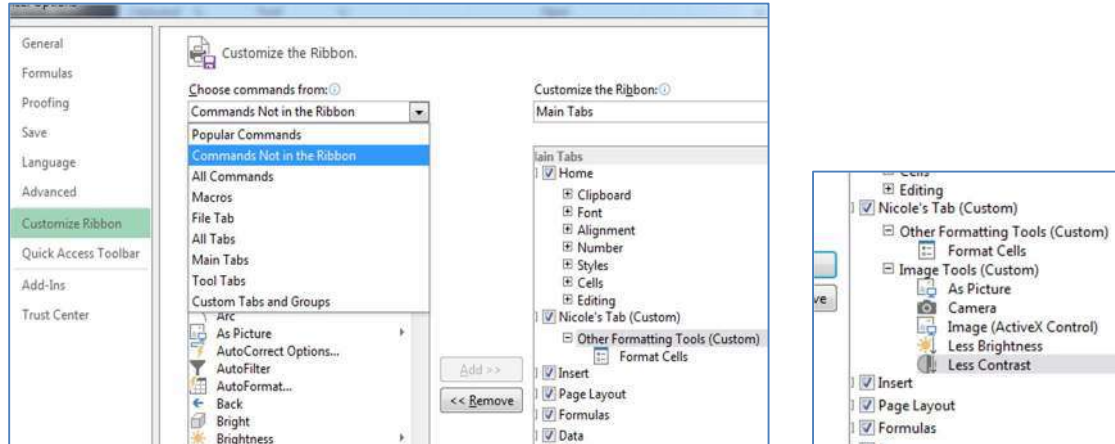 General
Formulas
Proofing
Save
Language
Advanced
Customize Ribbon
Quick Access Toolbar
Add-Ins
Trust Center
Customize the Ribbon.
Choose commands from:
Commands Not in the Ribbon
Popular Commands
Commands Not in the Ribbon
All Commands
Macros
File Tab
All Tabs
Main Tabs
Tool Tabs
Custom Tabs and Groups
Arc
As Picture
AutoCorrect Options...
AutoFilter
AutoFormat...
Back
Bright
Brightness
Add >>
<< Remove
Customize the Ribbon:
Main Tabs
Tabs
Home
Clipboard
Font
Alignment
Number
Styles
Cells
Editing
Nicole's Tab (Custom)
Other Formatting Tools (Custom)
Format Cells
Insert
Page Layout
Formulas
Data
Editing
Nicole's Tab (Custom)
Other Formatting Tools (Custom)
Format Cells
Image Tools (Custom)
As Picture
Camera
Image (ActiveX Control)
Less Brightness
Less Contrast
Insert
Page Layout
Formulas